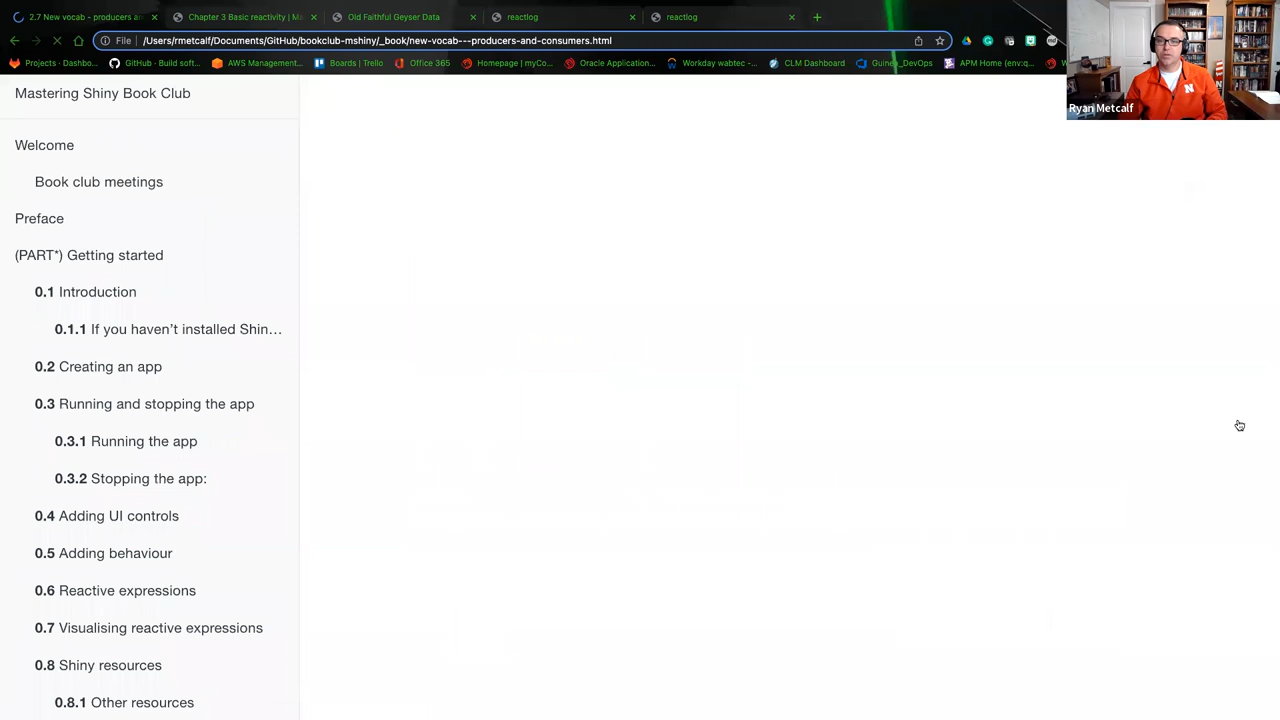 2.7 New vocab - producers an
Chapter 3 Basic reactivity | M
Old Faithful Geyser Data
reactlog
reactlog
File | /Users/rmetcalf/Documents/GitHub/bookclub-mshiny/_book/new-vocab---producers-and-consumers.html
Projects · Dashbo...
GitHub · Build soft...
AWS Management...
Boards | Trello
Office 365
Homepage | myCo...
Oracle Application...
Workday wabtec -...
CLM Dashboard
APM Home (env:q...
Ryan Metcalf
Mastering Shiny Book Club
Welcome
Book club meetings
Preface
(PART*) Getting started
0.1 Introduction
0.1.1 If you haven’t installed Shin…
0.2 Creating an app
0.3 Running and stopping the app
0.3.1 Running the app
0.3.2 Stopping the app:
0.4 Adding UI controls
0.5 Adding behaviour
0.6 Reactive expressions
0.7 Visualising reactive expressions
0.8 Shiny resources
0.8.1 Other resources